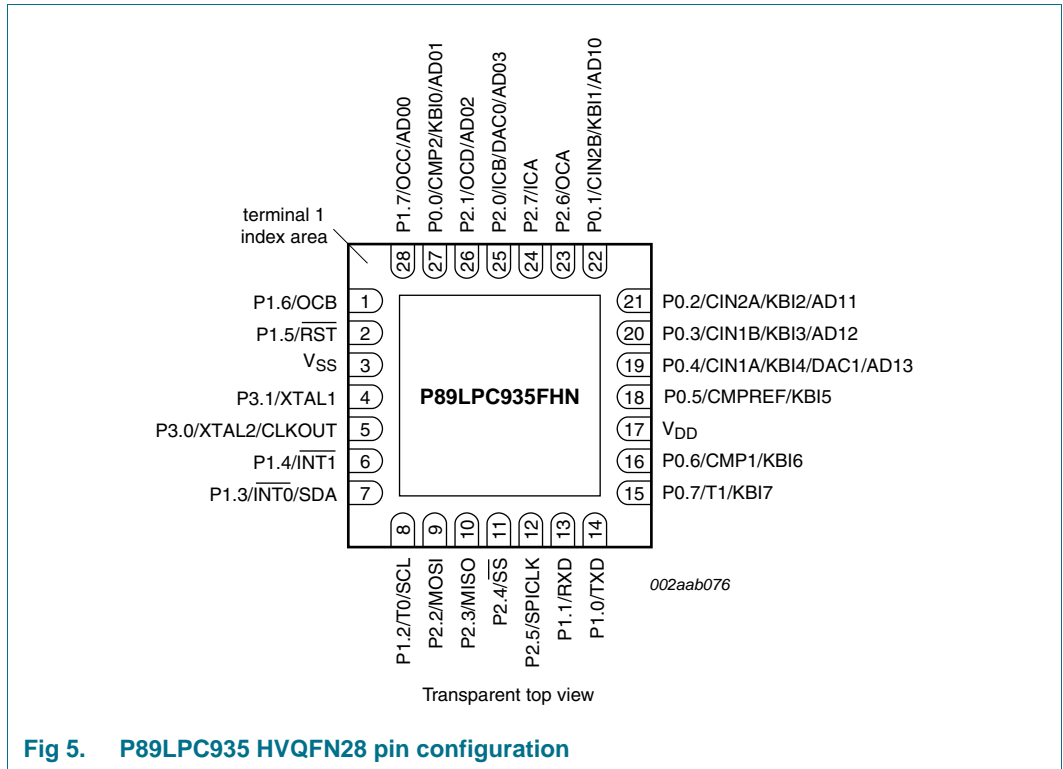 P1.7/OCC/AD00
P0.0/CMP2/KBI0/AD01
P2.1/OCD/AD02
P2.0/ICB/DAC0/AD03
P2.7/ICA
P2.6/OCA
P0.1/CIN2B/KBI1/AD10
terminal 1
index area
28 27 26 25 24 23 22
P1.6/OCB 1
P1.5/R̅S̅T̅ 2
VSS 3
P3.1/XTAL1 4
P3.0/XTAL2/CLKOUT 5
P1.4/I̅N̅T̅1̅ 6
P1.3/I̅N̅T̅0̅/SDA 7
P89LPC935FHN
21 P0.2/CIN2A/KBI2/AD11
20 P0.3/CIN1B/KBI3/AD12
19 P0.4/CIN1A/KBI4/DAC1/AD13
18 P0.5/CMPREF/KBI5
17 VDD
16 P0.6/CMP1/KBI6
15 P0.7/T1/KBI7
8 9 10 11 12 13 14
P1.2/T0/SCL
P2.2/MOSI
P2.3/MISO
P2.4/S̅S̅
P2.5/SPICLK
P1.1/RXD
P1.0/TXD
002aab076
Transparent top view
Fig 5. P89LPC935 HVQFN28 pin configuration